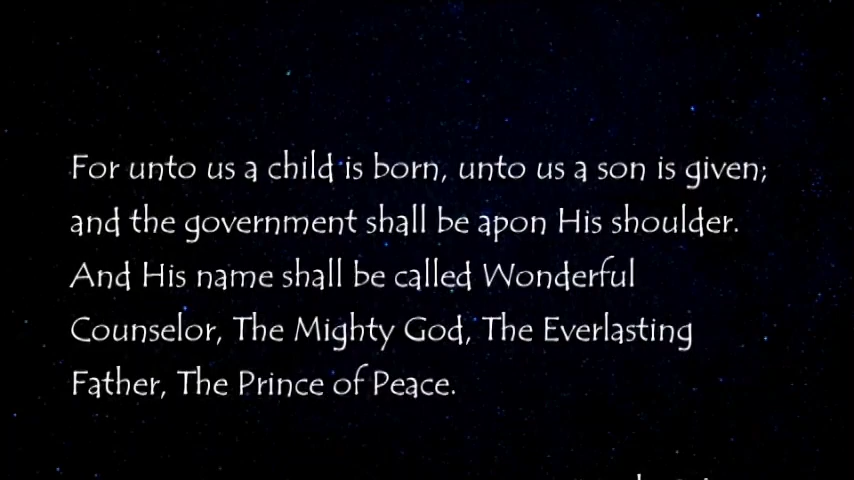 For unto us a child is born, unto us a son is given;
and the government shall be apon His shoulder.
And His name shall be called Wonderful
Counselor, The Mighty God, The Everlasting
Father, The Prince of Peace.